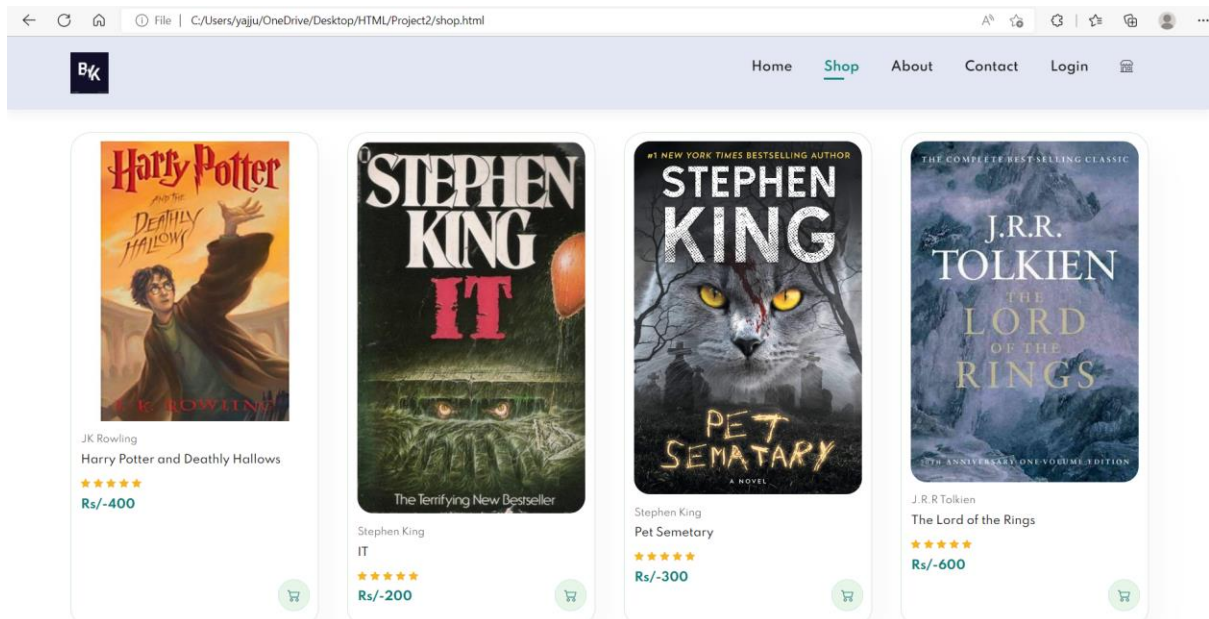 File | C:/Users/yajju/OneDrive/Desktop/HTML/Project2/shop.html
BK
Home Shop About Contact Login
Harry Potter
AND THE
DEATHLY
HALLOWS
J. K. ROWLING
JK Rowling
Harry Potter and Deathly Hallows
Rs/-400
STEPHEN
KING
IT
The Terrifying New Bestseller
Stephen King
IT
Rs/-200
#1 NEW YORK TIMES BESTSELLING AUTHOR
STEPHEN
KING
PET
SEMATARY
A NOVEL
Stephen King
Pet Semetary
Rs/-300
THE COMPLETE BEST-SELLING CLASSIC
J.R.R.
TOLKIEN
THE
LORD
OF THE
RINGS
50TH ANNIVERSARY ONE-VOLUME EDITION
J.R.R Tolkien
The Lord of the Rings
Rs/-600